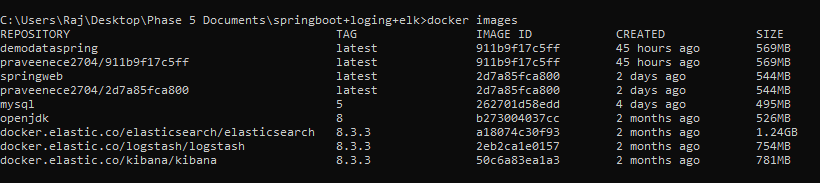 C:\Users\Raj\Desktop\Phase 5 Documents\springboot+loging+elk>docker images
REPOSITORY TAG IMAGE ID CREATED SIZE
demodataspring latest 911b9f17c5ff 45 hours ago 569MB
praveenece2704/911b9f17c5ff latest 911b9f17c5ff 45 hours ago 569MB
springweb latest 2d7a85fca800 2 days ago 544MB
praveenece2704/2d7a85fca800 latest 2d7a85fca800 2 days ago 544MB
mysql 5 262701d58edd 4 days ago 495MB
openjdk 8 b273004037cc 2 months ago 526MB
docker.elastic.co/elasticsearch/elasticsearch 8.3.3 a18074c30f93 2 months ago 1.24GB
docker.elastic.co/logstash/logstash 8.3.3 2eb2ca1e0157 2 months ago 754MB
docker.elastic.co/kibana/kibana 8.3.3 50c6a83ea1a3 2 months ago 781MB